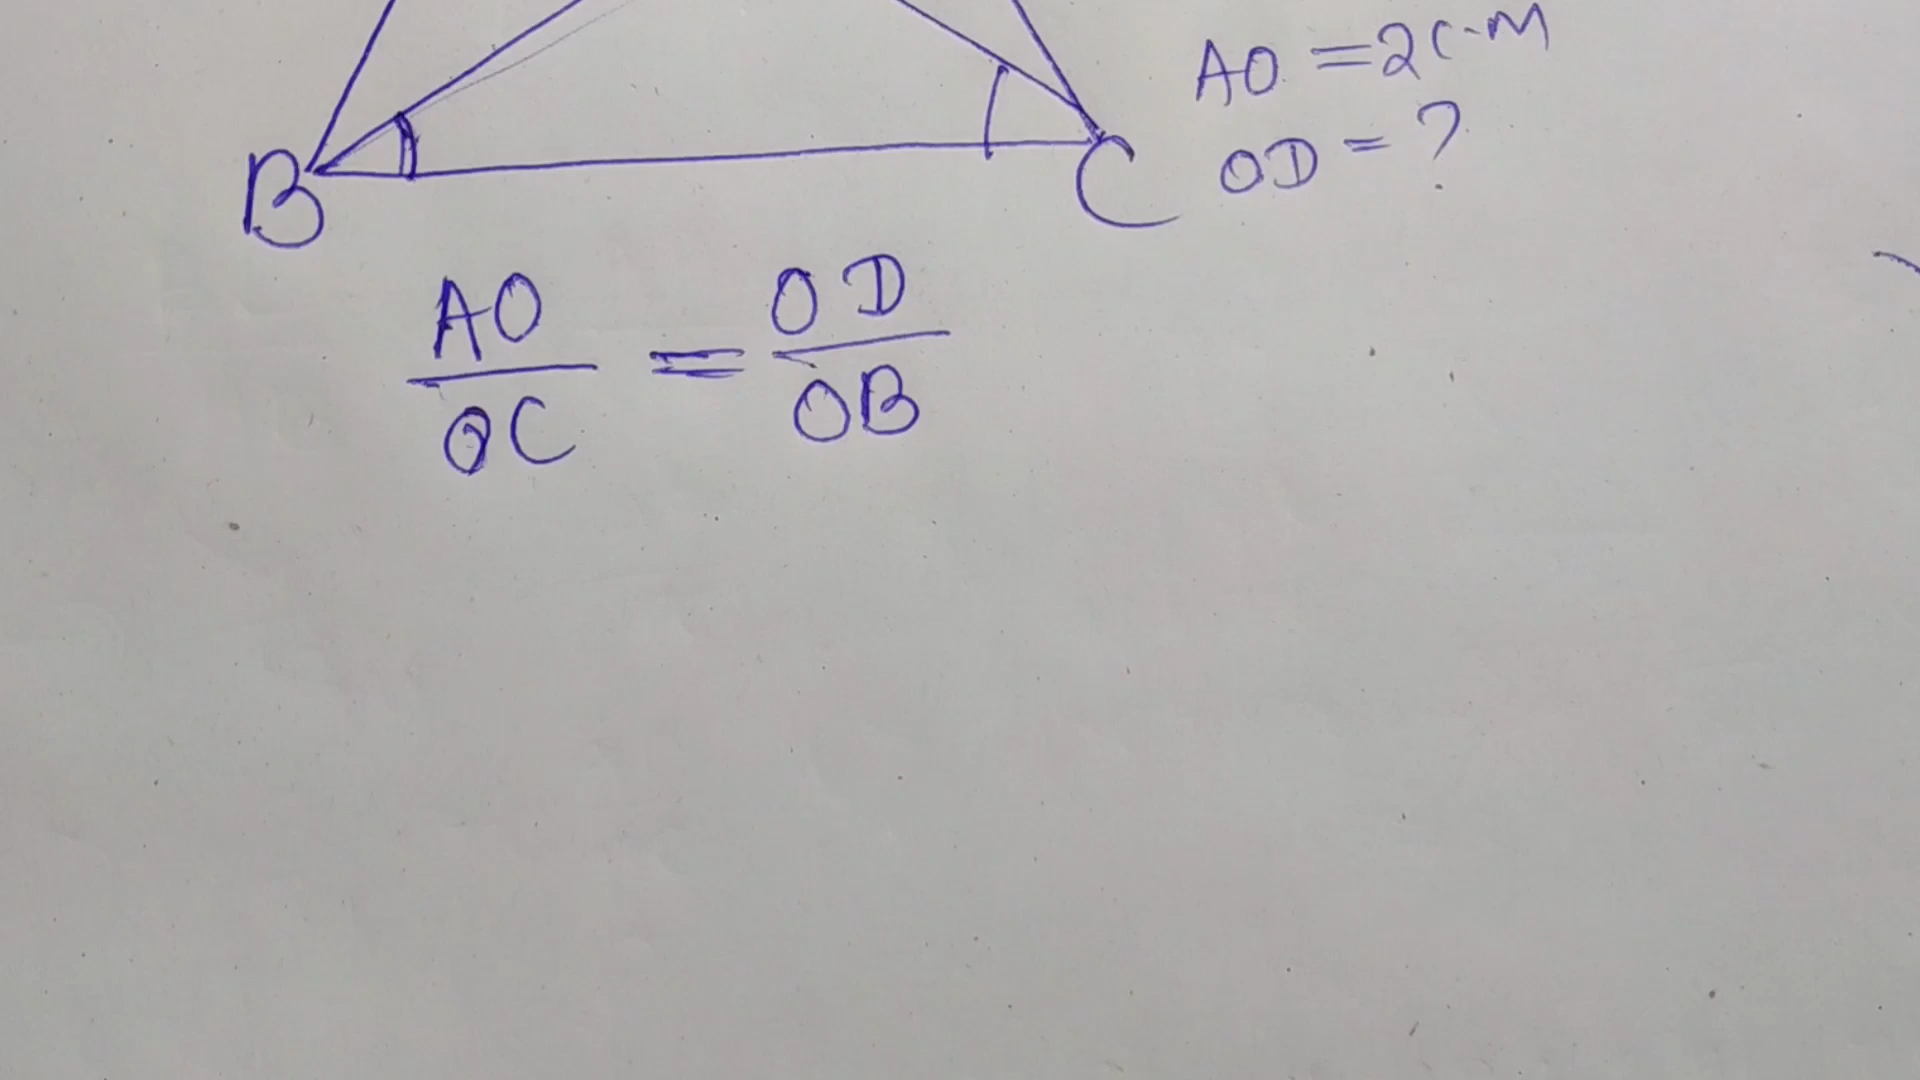 AO = 2C.M
OD = ?
B
C
AO/OC = OD/OB